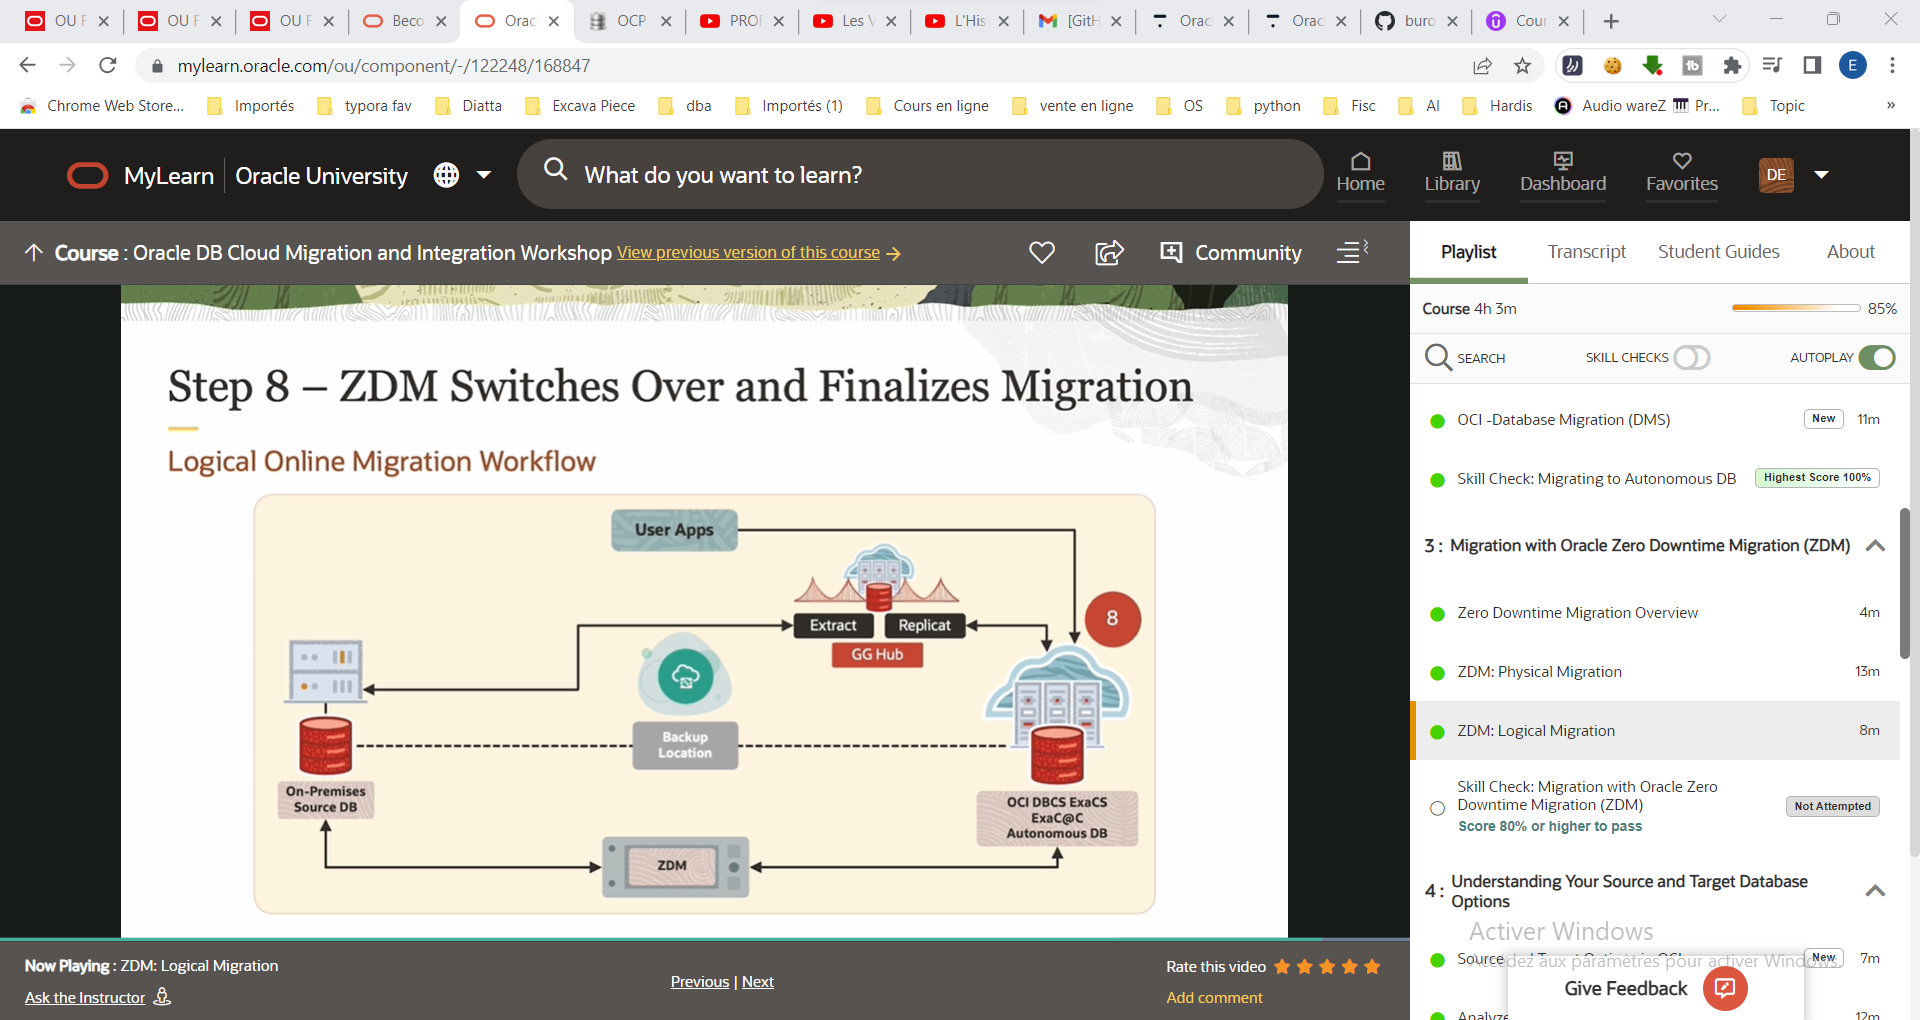 OU F
OU F
OU F
Beco
Orac
OCP
PROF
Les V
L'His
[GitH
Orac
Orac
buro
Cour
mylearn.oracle.com/ou/component/-/122248/168847
E
Chrome Web Store...
Importés
typora fav
Diatta
Excava Piece
dba
Importés (1)
Cours en ligne
vente en ligne
OS
python
Fisc
AI
Hardis
Audio wareZ
Pr...
Topic
»
MyLearn
Oracle University
What do you want to learn?
Home
Library
Dashboard
Favorites
DE
Course : Oracle DB Cloud Migration and Integration Workshop View previous version of this course
Community
Playlist
Transcript
Student Guides
About
Course 4h 3m
85%
SEARCH
SKILL CHECKS
AUTOPLAY
Step 8 – ZDM Switches Over and Finalizes Migration
Logical Online Migration Workflow
User Apps
Extract
Replicat
GG Hub
8
Backup
Location
On-Premises
Source DB
OCI DBCS ExaCS
ExaC@C
Autonomous DB
ZDM
OCI -Database Migration (DMS)
New
11m
Skill Check: Migrating to Autonomous DB
Highest Score 100%
3 : Migration with Oracle Zero Downtime Migration (ZDM)
Zero Downtime Migration Overview
4m
ZDM: Physical Migration
13m
ZDM: Logical Migration
8m
Skill Check: Migration with Oracle Zero
Downtime Migration (ZDM)
Score 80% or higher to pass
Not Attempted
4 : Understanding Your Source and Target Database
Options
Activer Windows
Accédez aux paramètres pour activer Windows.
New
7m
Give Feedback
Analyze
12m
Now Playing : ZDM: Logical Migration
Ask the Instructor
Previous | Next
Rate this video
Add comment